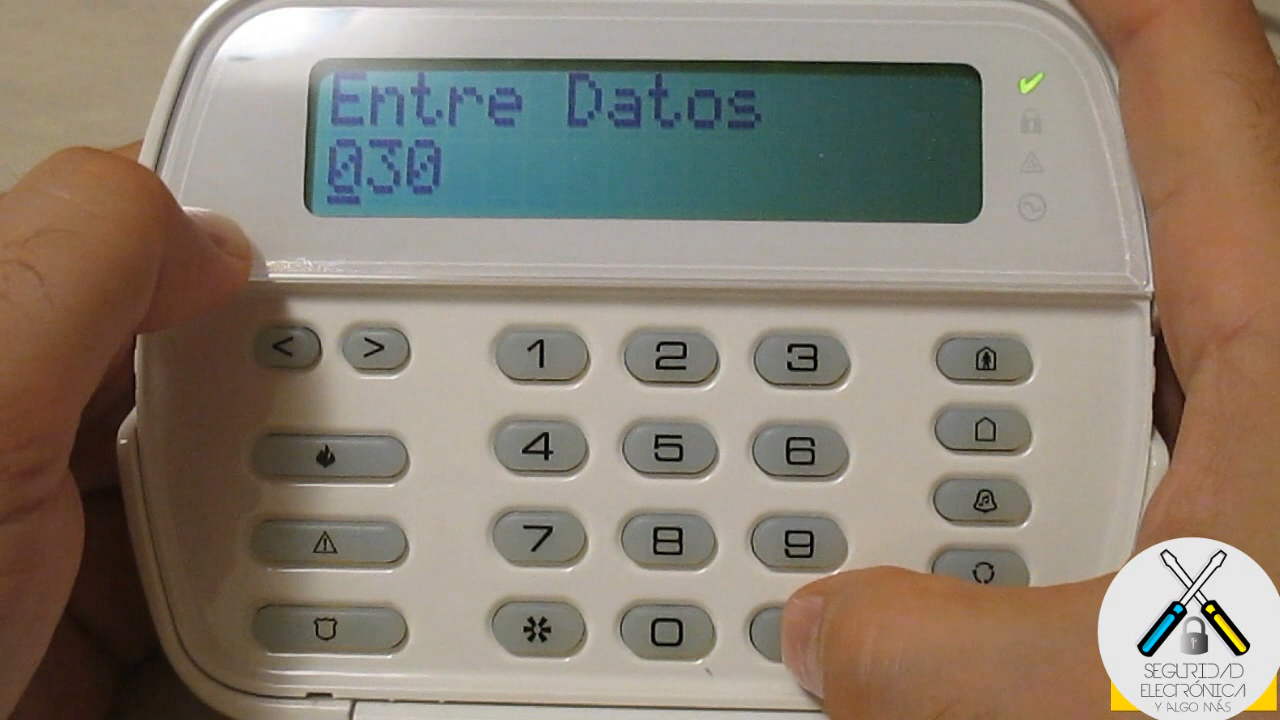 Entre Datos
030
< > 1 2 3
4 5 6
7 8 9
* 0
SEGURIDAD
ELECTRÓNICA
Y ALGO MÁS